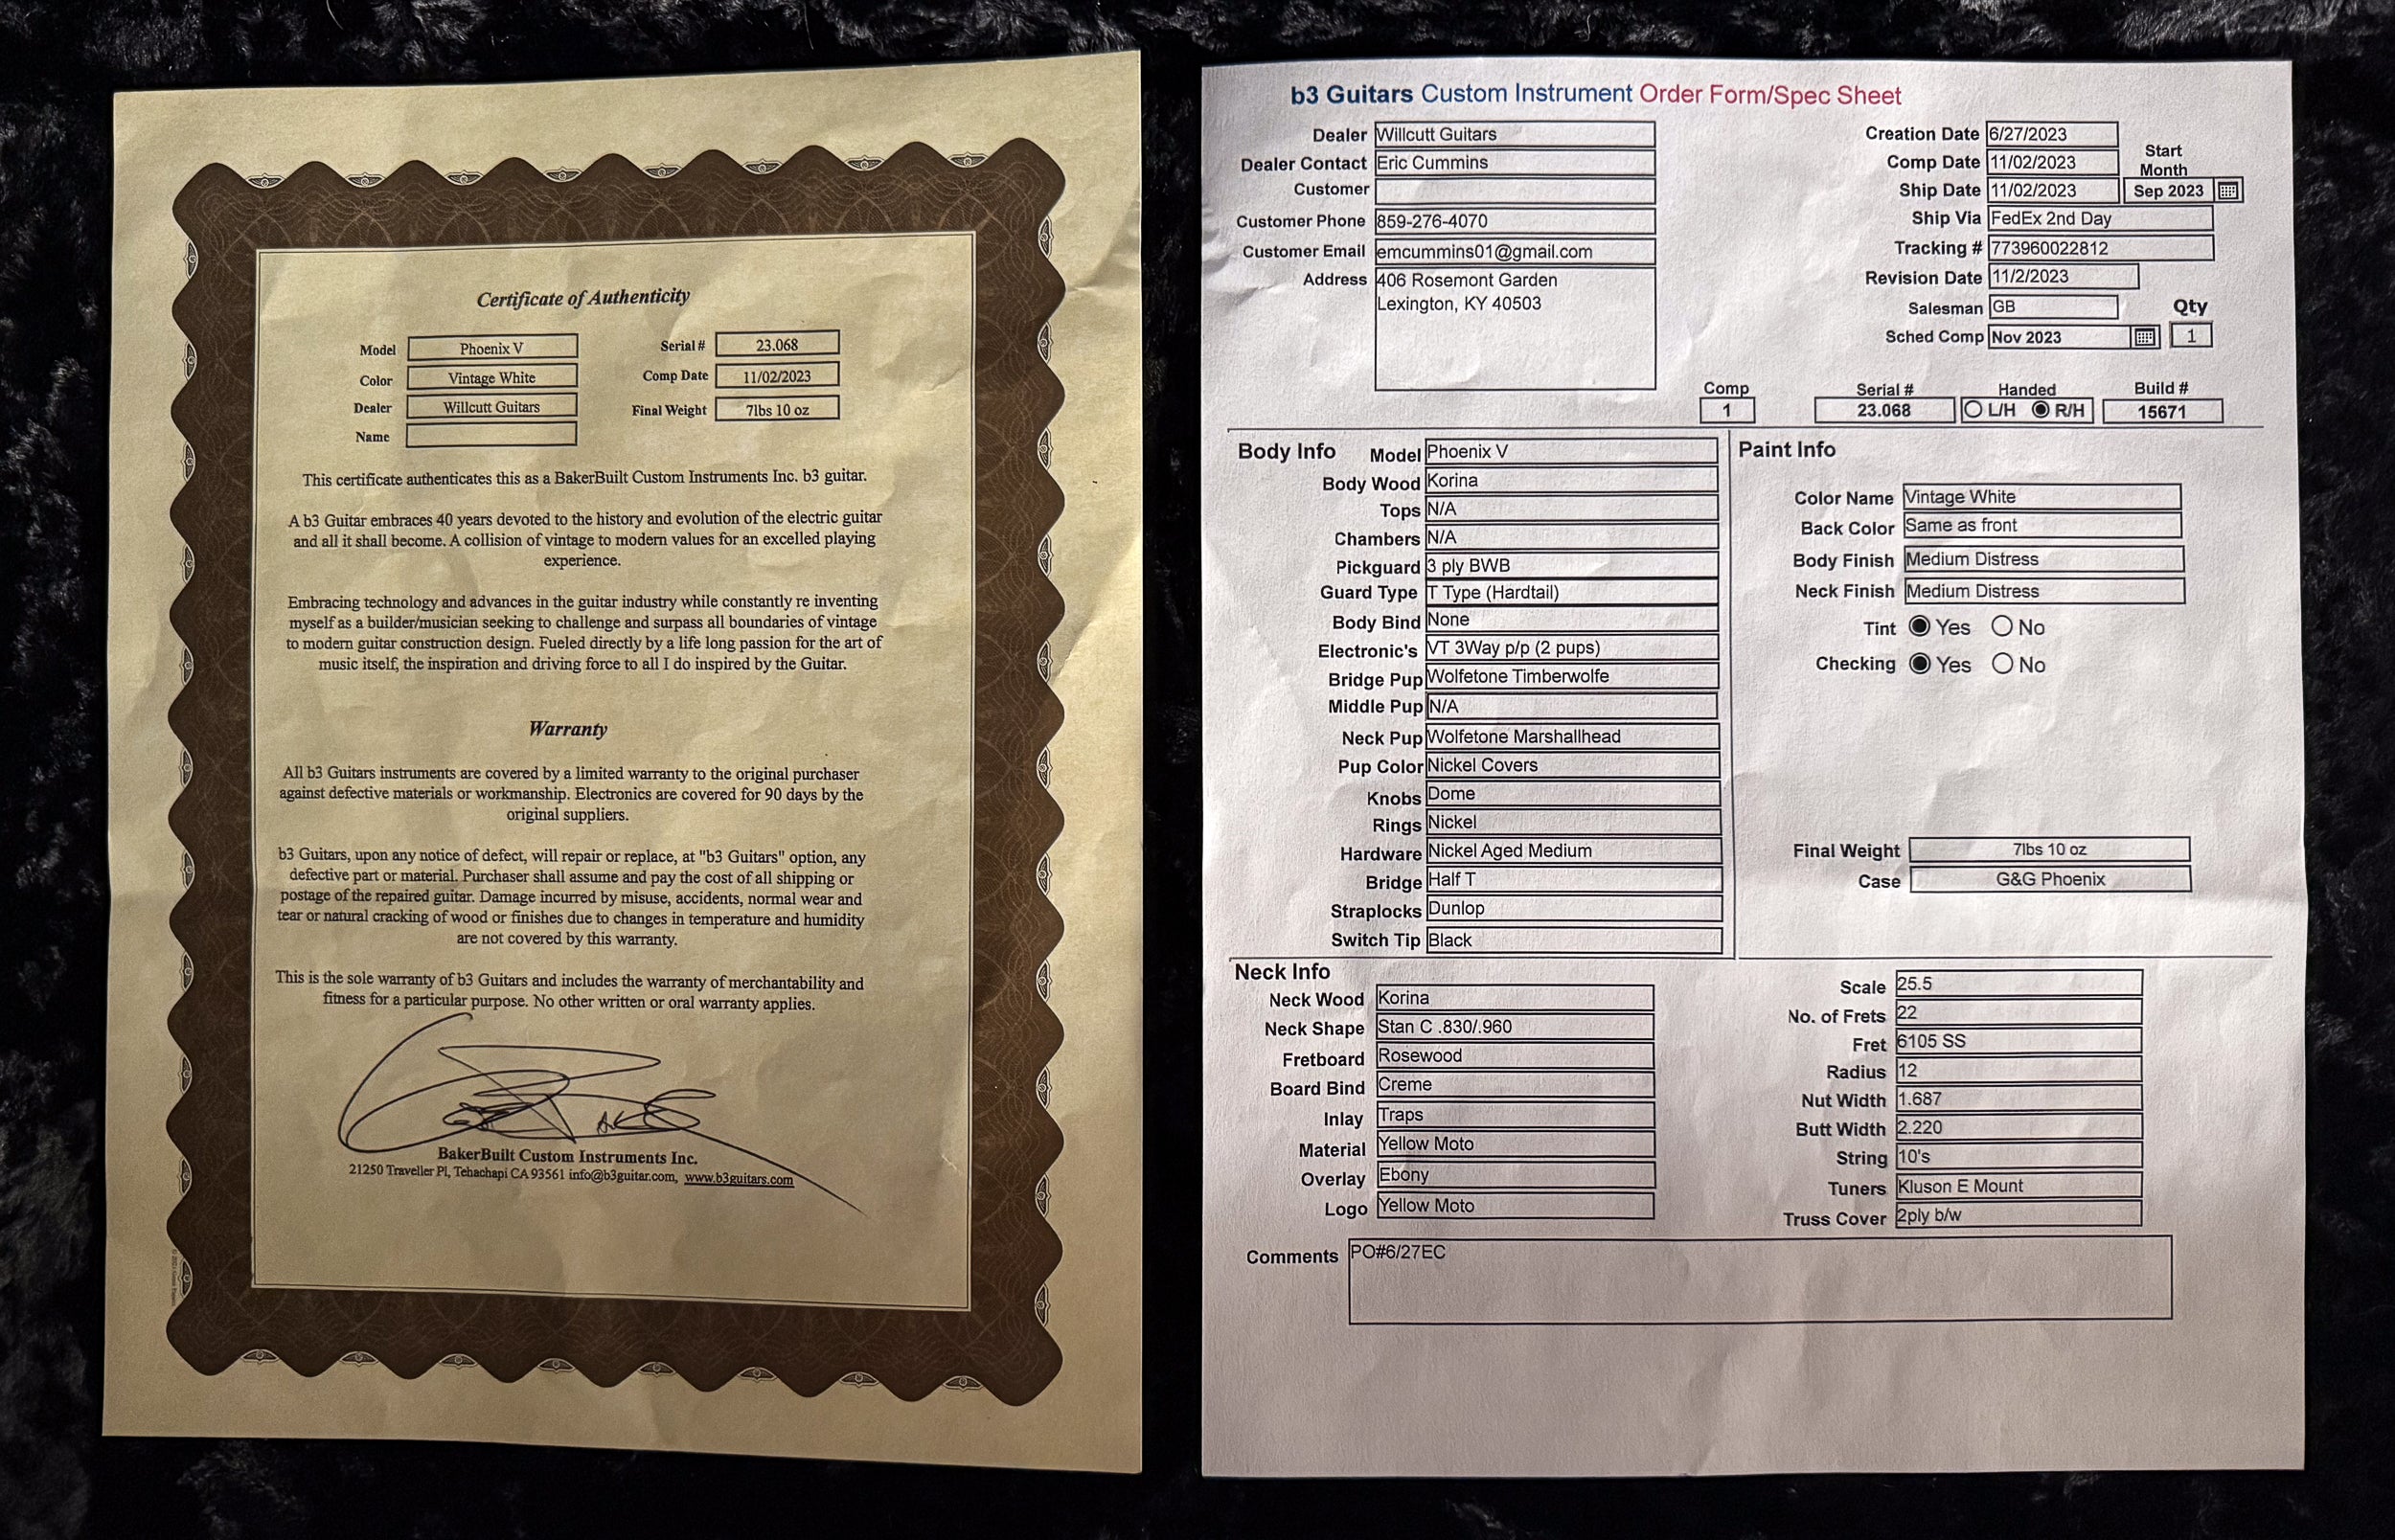 Certificate of Authenticity
Model Phoenix V Serial # 23.068
Color Vintage White Comp Date 11/02/2023
Dealer Willcutt Guitars Final Weight 7lbs 10 oz
Name
This certificate authenticates this as a BakerBuilt Custom Instruments Inc. b3 guitar.
A b3 Guitar embraces 40 years devoted to the history and evolution of the electric guitar
and all it shall become. A collision of vintage to modern values for an excelled playing
experience.
Embracing technology and advances in the guitar industry while constantly re inventing
myself as a builder/musician seeking to challenge and surpass all boundaries of vintage
to modern guitar construction design. Fueled directly by a life long passion for the art of
music itself, the inspiration and driving force to all I do inspired by the Guitar.
Warranty
All b3 Guitars instruments are covered by a limited warranty to the original purchaser
against defective materials or workmanship. Electronics are covered for 90 days by the
original suppliers.
b3 Guitars, upon any notice of defect, will repair or replace, at "b3 Guitars" option, any
defective part or material. Purchaser shall assume and pay the cost of all shipping or
postage of the repaired guitar. Damage incurred by misuse, accidents, normal wear and
tear or natural cracking of wood or finishes due to changes in temperature and humidity
are not covered by this warranty.
This is the sole warranty of b3 Guitars and includes the warranty of merchantability and
fitness for a particular purpose. No other written or oral warranty applies.
BakerBuilt Custom Instruments Inc.
21250 Traveller Pl, Tehachapi CA 93561 info@b3guitar.com, www.b3guitars.com
b3 Guitars Custom Instrument Order Form/Spec Sheet
Dealer Willcutt Guitars
Dealer Contact Eric Cummins
Customer
Customer Phone 859-276-4070
Customer Email emcummins01@gmail.com
Address 406 Rosemont Garden
Lexington, KY 40503
Creation Date 6/27/2023
Comp Date 11/02/2023
Start
Month
Ship Date 11/02/2023 Sep 2023
Ship Via FedEx 2nd Day
Tracking # 773960022812
Revision Date 11/2/2023
Salesman GB Qty
Sched Comp Nov 2023 1
Comp Serial # Handed Build #
1 23.068 L/H R/H 15671
Body Info
Model Phoenix V
Body Wood Korina
Tops N/A
Chambers N/A
Pickguard 3 ply BWB
Guard Type T Type (Hardtail)
Body Bind None
Electronic's VT 3Way p/p (2 pups)
Bridge Pup Wolfetone Timberwolfe
Middle Pup N/A
Neck Pup Wolfetone Marshallhead
Pup Color Nickel Covers
Knobs Dome
Rings Nickel
Hardware Nickel Aged Medium
Bridge Half T
Straplocks Dunlop
Switch Tip Black
Paint Info
Color Name Vintage White
Back Color Same as front
Body Finish Medium Distress
Neck Finish Medium Distress
Tint Yes No
Checking Yes No
Final Weight 7lbs 10 oz
Case G&G Phoenix
Neck Info
Neck Wood Korina
Neck Shape Stan C .830/.960
Fretboard Rosewood
Board Bind Creme
Inlay Traps
Material Yellow Moto
Overlay Ebony
Logo Yellow Moto
Scale 25.5
No. of Frets 22
Fret 6105 SS
Radius 12
Nut Width 1.687
Butt Width 2.220
String 10's
Tuners Kluson E Mount
Truss Cover 2ply b/w
Comments PO#6/27EC